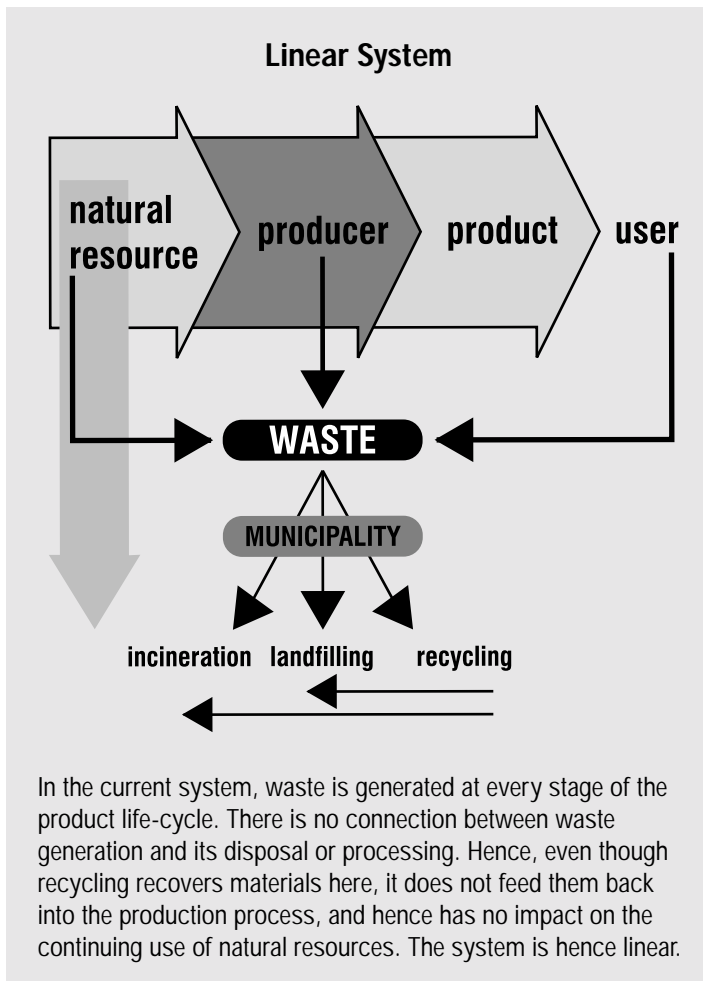 Linear System
natural
resource
producer
product
user
WASTE
MUNICIPALITY
incineration
landfilling
recycling
In the current system, waste is generated at every stage of the
product life-cycle. There is no connection between waste
generation and its disposal or processing. Hence, even though
recycling recovers materials here, it does not feed them back
into the production process, and hence has no impact on the
continuing use of natural resources. The system is hence linear.